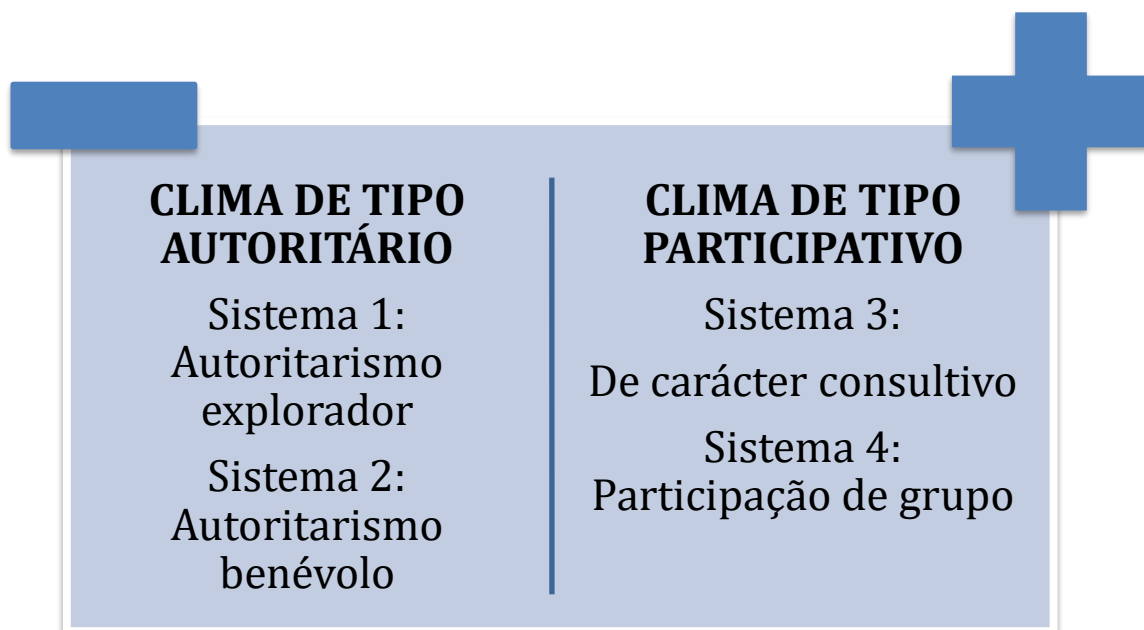 CLIMA DE TIPO
AUTORITÁRIO
Sistema 1:
Autoritarismo
explorador
Sistema 2:
Autoritarismo
benévolo
CLIMA DE TIPO
PARTICIPATIVO
Sistema 3:
De carácter consultivo
Sistema 4:
Participação de grupo